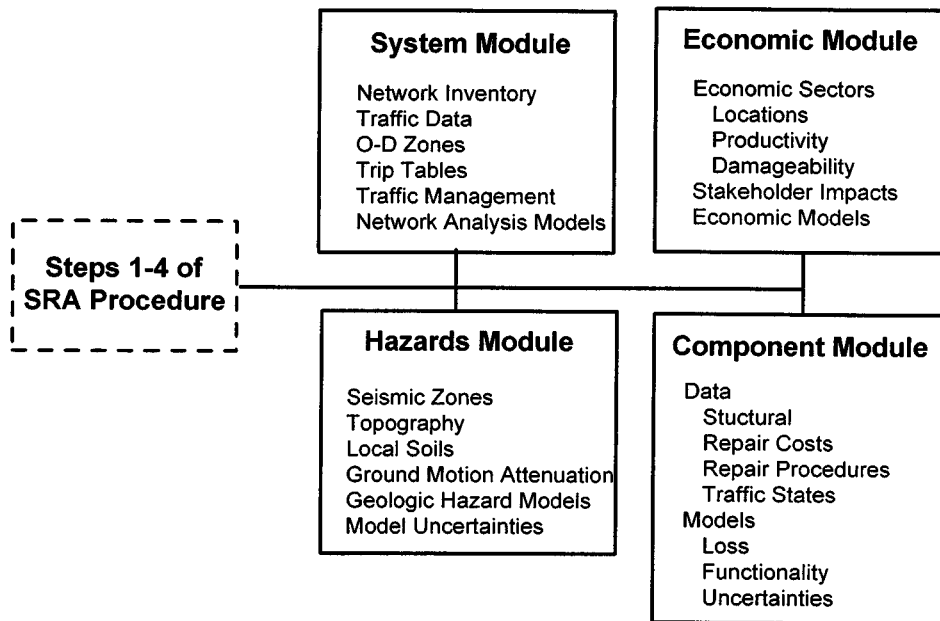 Steps 1-4 of
SRA Procedure
System Module
Network Inventory
Traffic Data
O-D Zones
Trip Tables
Traffic Management
Network Analysis Models
Economic Module
Economic Sectors
Locations
Productivity
Damageability
Stakeholder Impacts
Economic Models
Hazards Module
Seismic Zones
Topography
Local Soils
Ground Motion Attenuation
Geologic Hazard Models
Model Uncertainties
Component Module
Data
Stuctural
Repair Costs
Repair Procedures
Traffic States
Models
Loss
Functionality
Uncertainties